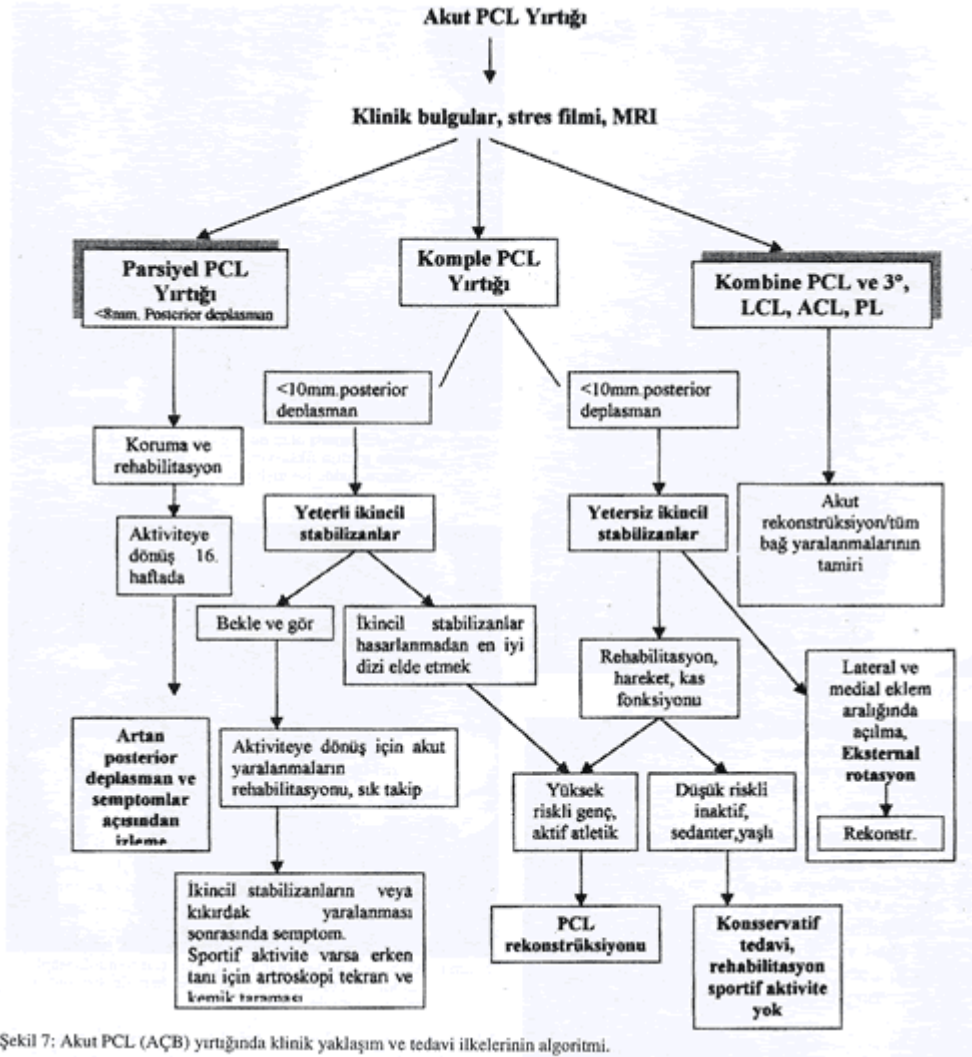 Akut PCL Yırtığı
Klinik bulgular, stres filmi, MRI
Parsiyel PCL
Yırtığı
<8mm. Posterior deplasman
Komple PCL
Yırtığı
Kombine PCL ve 3°,
LCL, ACL, PL
<10mm.posterior
deplasman
<10mm.posterior
deplasman
Koruma ve
rehabilitasyon
Yeterli ikincil
stabilizanlar
Yetersiz ikincil
stabilizanlar
Akut
rekonstrüksiyon/tüm
bağ yaralanmalarının
tamiri
Aktiviteye
dönüş 16.
haftada
Bekle ve gör
İkincil stabilizanlar
hasarlanmadan en iyi
dizi elde etmek
Rehabilitasyon,
hareket, kas
fonksiyonu
Lateral ve
medial eklem
aralığında
açılma,
Eksternal
rotasyon
Rekonstr.
Artan
posterior
deplasman ve
semptomlar
açısından
izleme
Aktiviteye dönüş için akut
yaralanmaların
rehabilitasyonu, sık takip
Yüksek
riskli genç,
aktif atletik
Düşük riskli
inaktif,
sedanter,yaşlı
İkincil stabilizanların veya
kıkırdak yaralanması
sonrasında semptom.
Sportif aktivite varsa erken
tanı için artroskopi tekrarı ve
kemik taraması
PCL
rekonstrüksiyonu
Konsservatif
tedavi,
rehabilitasyon
sportif aktivite
yok
Şekil 7: Akut PCL (AÇB) yırtığında klinik yaklaşım ve tedavi ilkelerinin algoritmi.